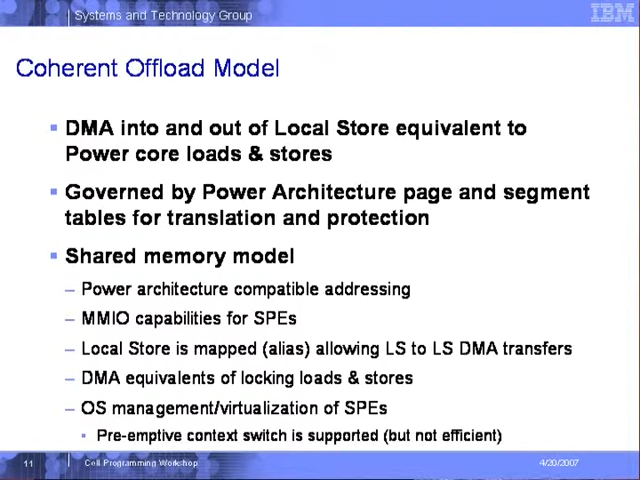 Systems and Technology Group
IBM
Coherent Offload Model
▪ DMA into and out of Local Store equivalent to
Power core loads & stores
▪ Governed by Power Architecture page and segment
tables for translation and protection
▪ Shared memory model
– Power architecture compatible addressing
– MMIO capabilities for SPEs
– Local Store is mapped (alias) allowing LS to LS DMA transfers
– DMA equivalents of locking loads & stores
– OS management/virtualization of SPEs
▪ Pre-emptive context switch is supported (but not efficient)
11 Cell Programming Workshop 4/20/2007